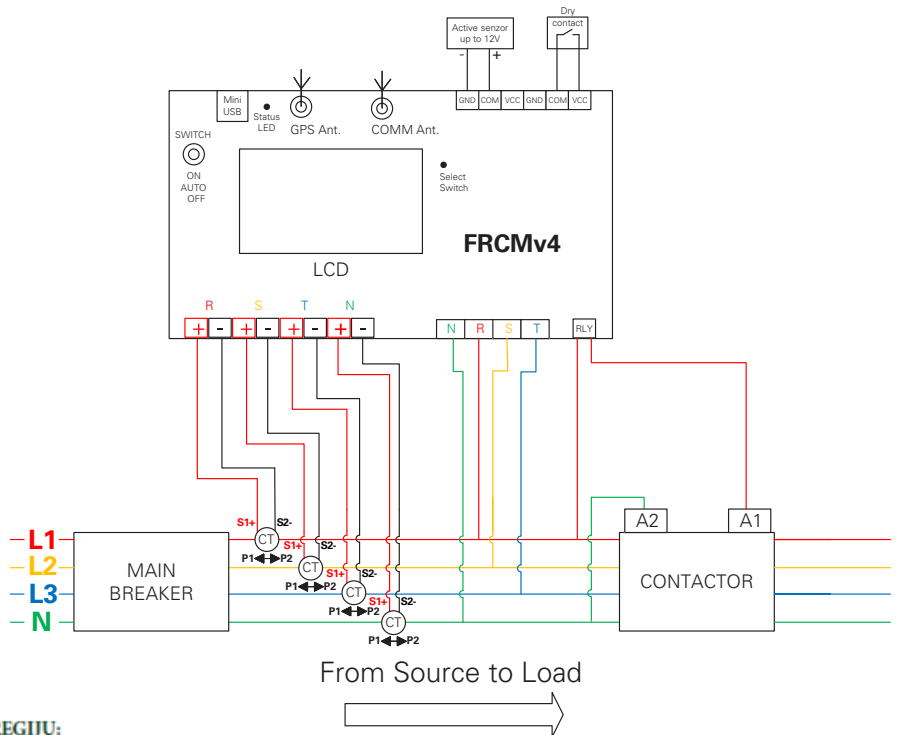 Dry
contact
Active senzor
up to 12V
- +
Mini
USB
Status
LED
GPS Ant.
COMM Ant.
GND COM VCC GND COM VCC
SWITCH
ON
AUTO
OFF
Select
Switch
FRCMv4
LCD
R S T N
+ - + - + - + -
N R S T
RLY
S1+ S2-
CT
P1 P2
S1+ S2-
CT
P1 P2
S1+ S2-
CT
P1 P2
S1+ S2-
CT
P1 P2
L1
L2
L3
N
MAIN
BREAKER
A2 A1
CONTACTOR
From Source to Load
REGIJU: